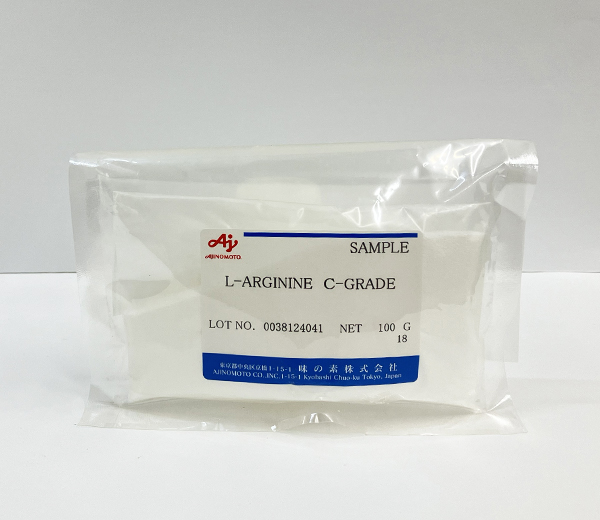 Aj
AJINOMOTO
SAMPLE
L-ARGININE C-GRADE
LOT NO. 0038124041 NET 100 G
18
東京都中央区京橋1-15-1 味の素株式会社
AJINOMOTO CO., INC. 1-15-1 Kyobashi Chuo-ku Tokyo, Japan